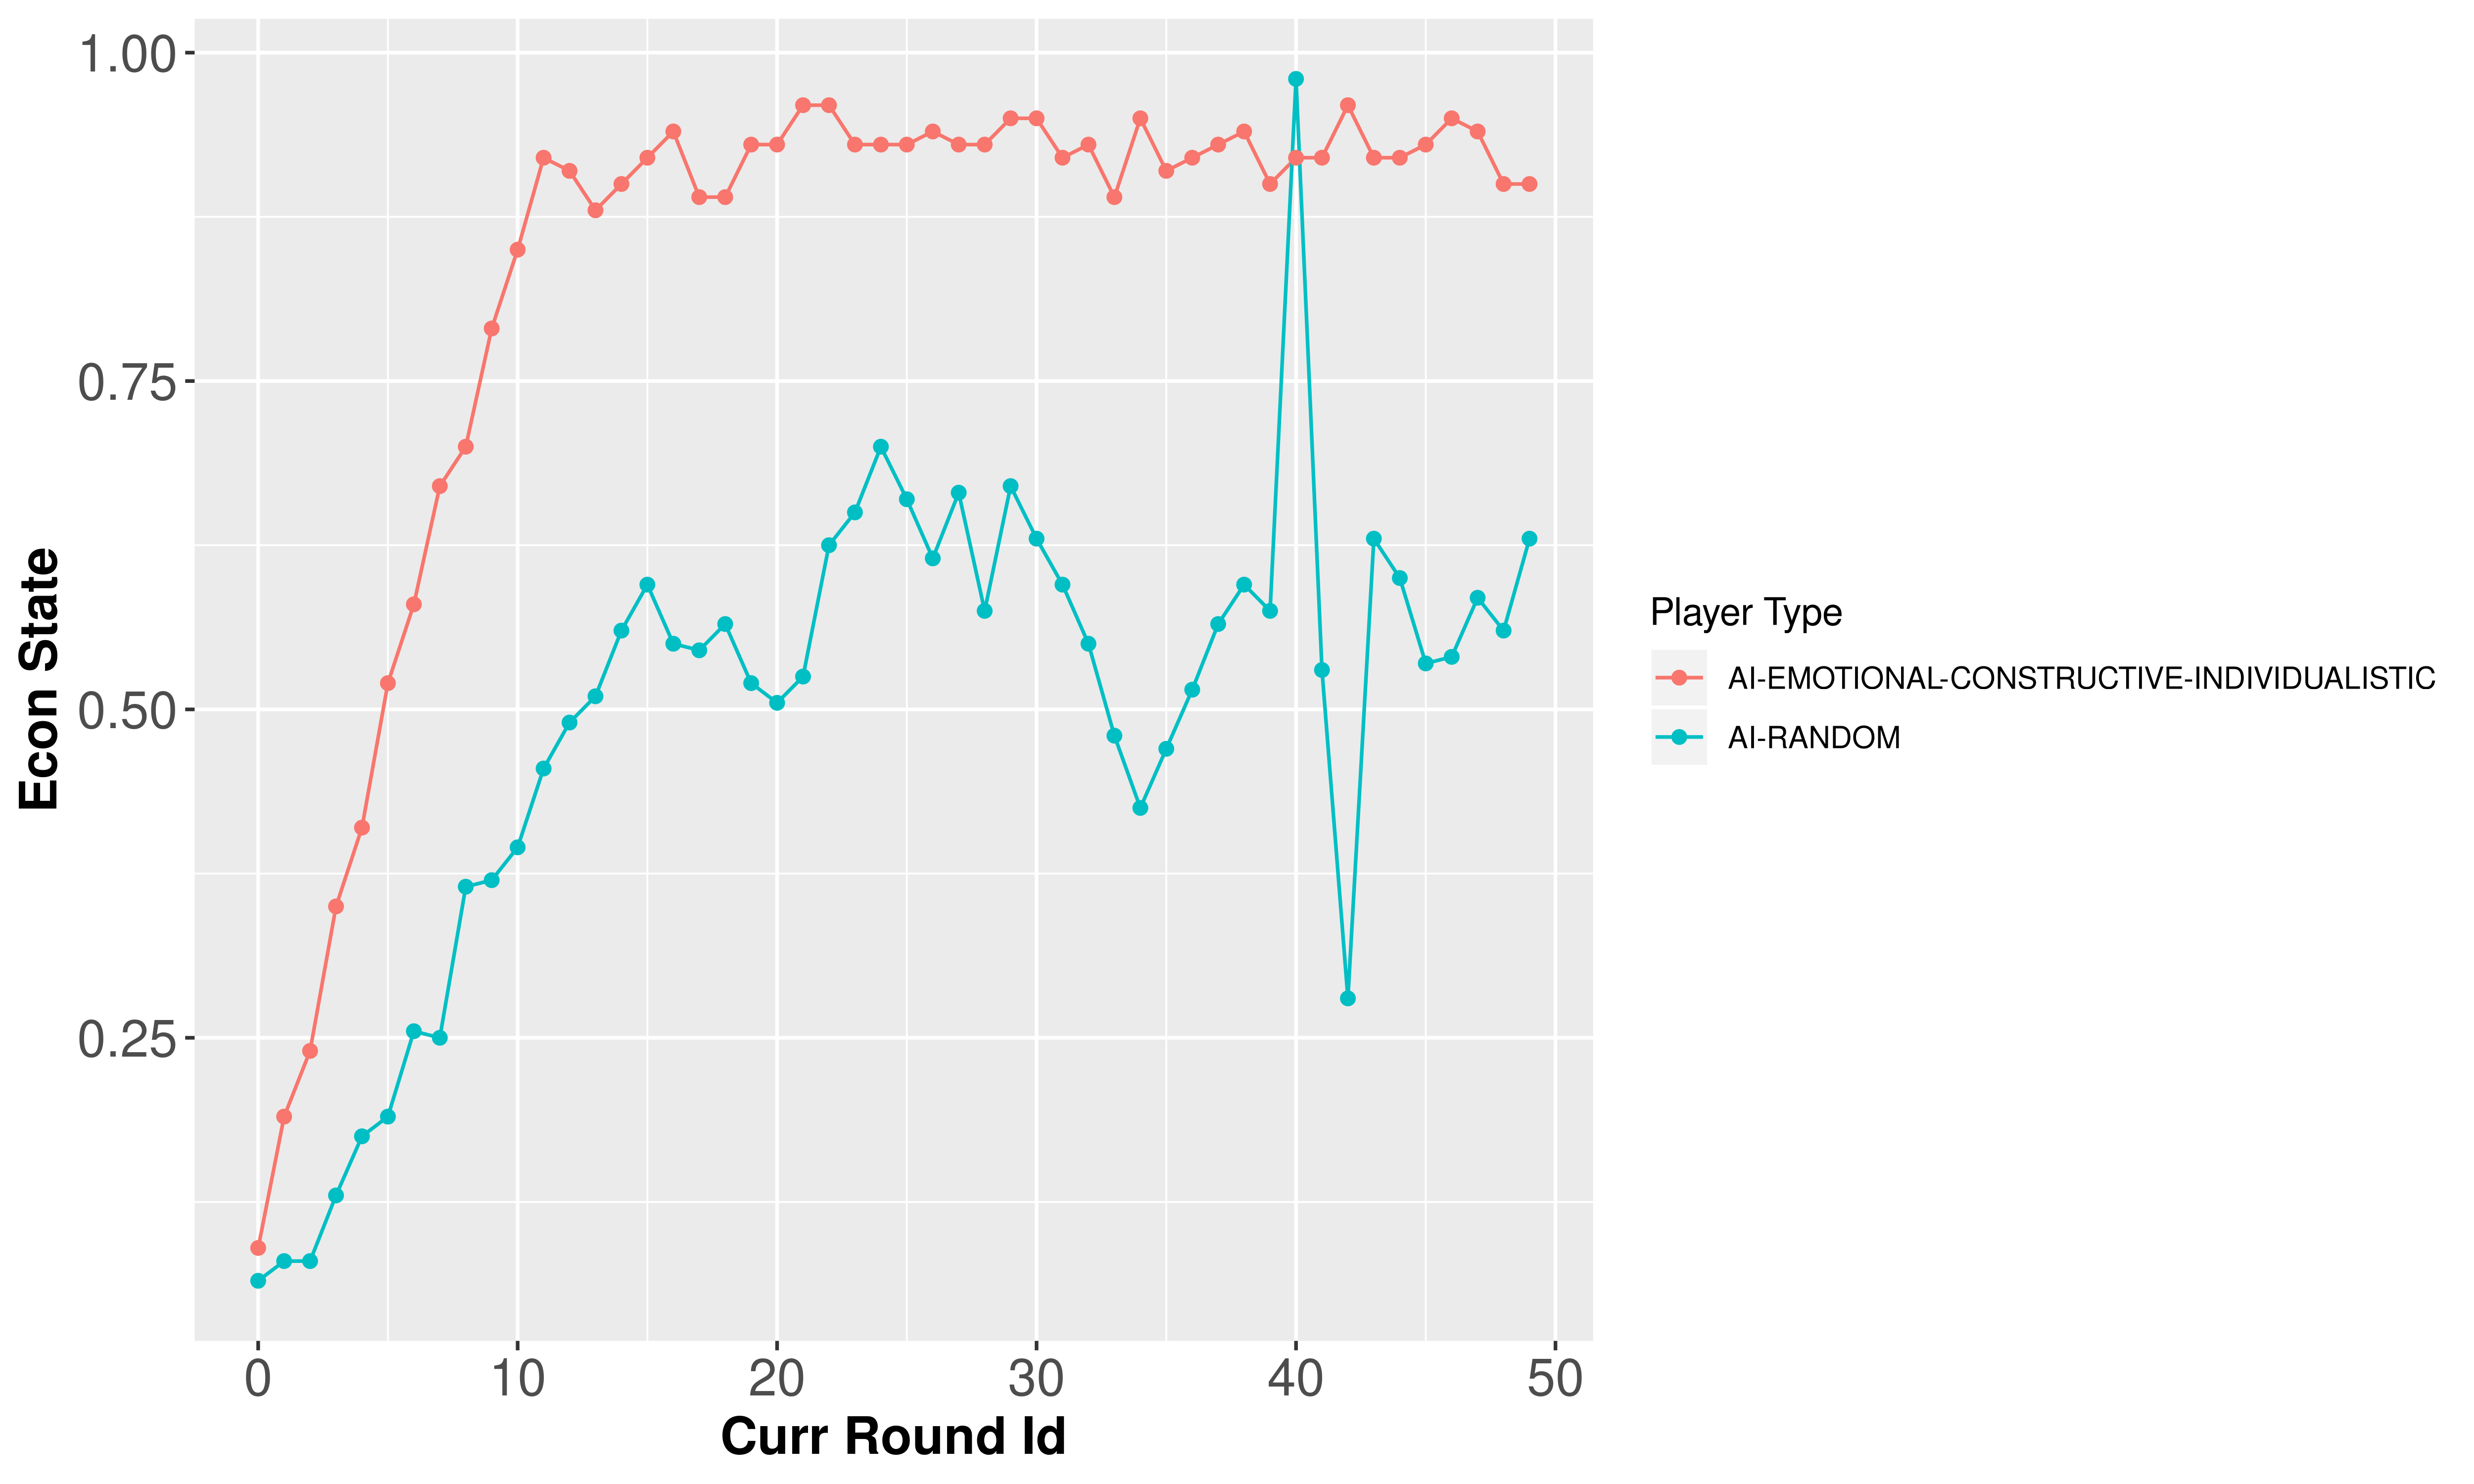 1.00
0.75
0.50
0.25
Econ State
0 10 20 30 40 50
Curr Round Id
Player Type
AI-EMOTIONAL-CONSTRUCTIVE-INDIVIDUALISTIC
AI-RANDOM